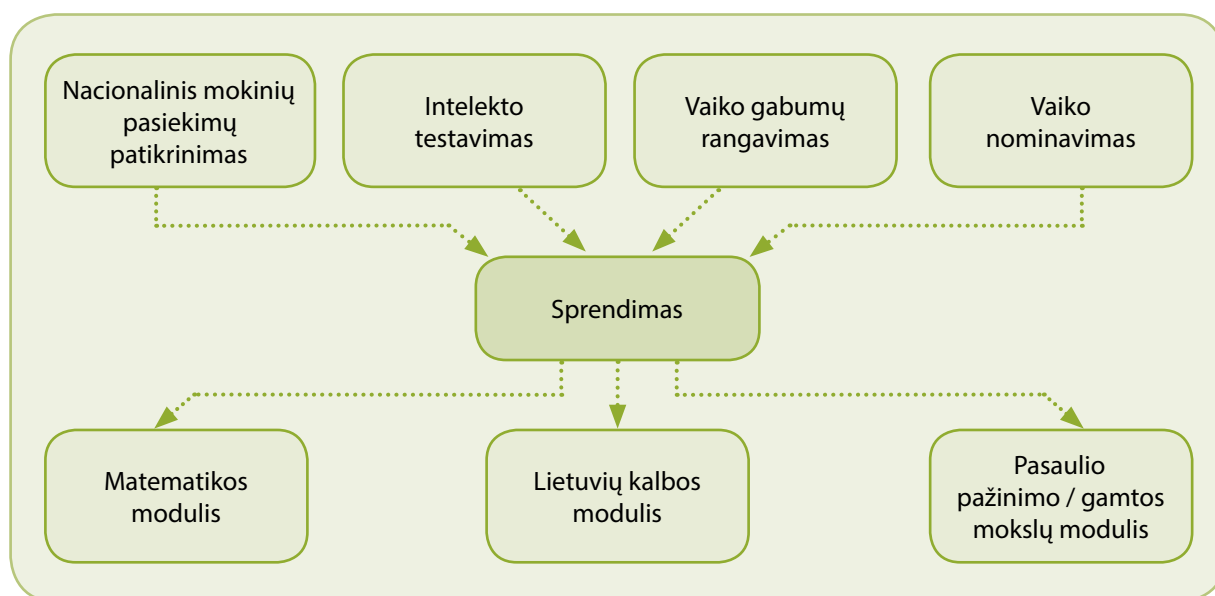 Nacionalinis mokinių
pasiekimų
patikrinimas
Intelekto
testavimas
Vaiko gabumų
rangavimas
Vaiko
nominavimas
Sprendimas
Matematikos
modulis
Lietuvių kalbos
modulis
Pasaulio
pažinimo / gamtos
mokslų modulis